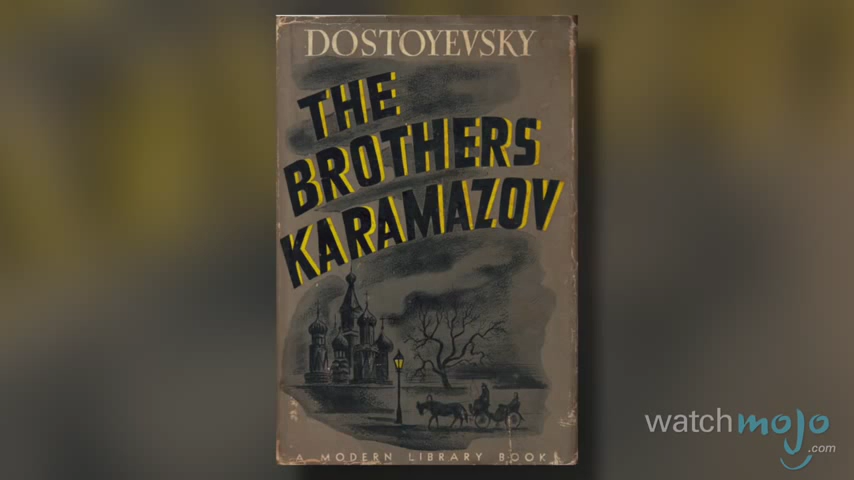 DOSTOYEVSKY
THE
BROTHERS
KARAMAZOV
A MODERN LIBRARY BOOK
watchmojo
.com